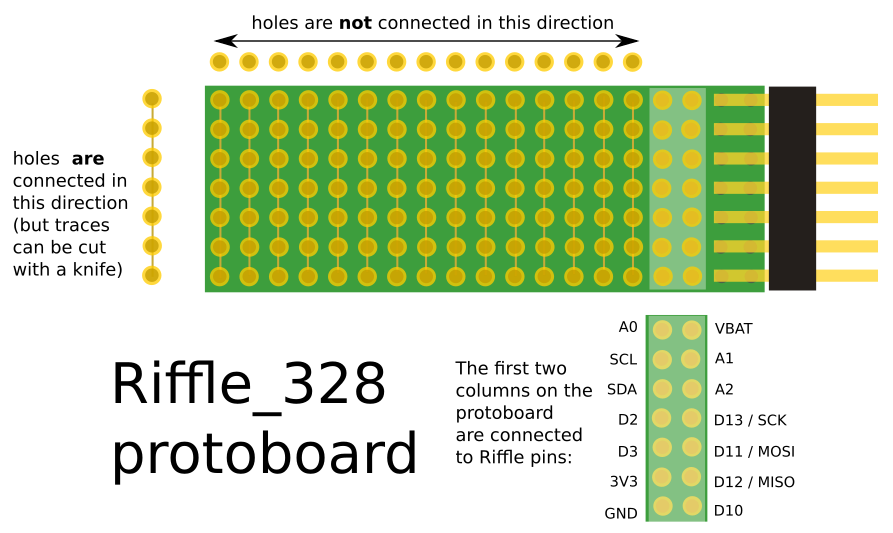 holes are not connected in this direction
holes are
connected in
this direction
(but traces
can be cut
with a knife)
Riffle_328
protoboard
The first two
columns on the
protoboard
are connected
to Riffle pins:
A0 VBAT
SCL A1
SDA A2
D2 D13 / SCK
D3 D11 / MOSI
3V3 D12 / MISO
GND D10